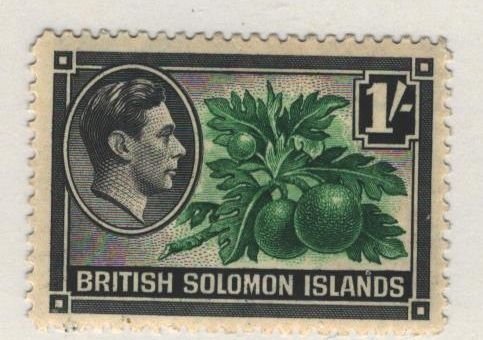 1/-
BRITISH SOLOMON ISLANDS